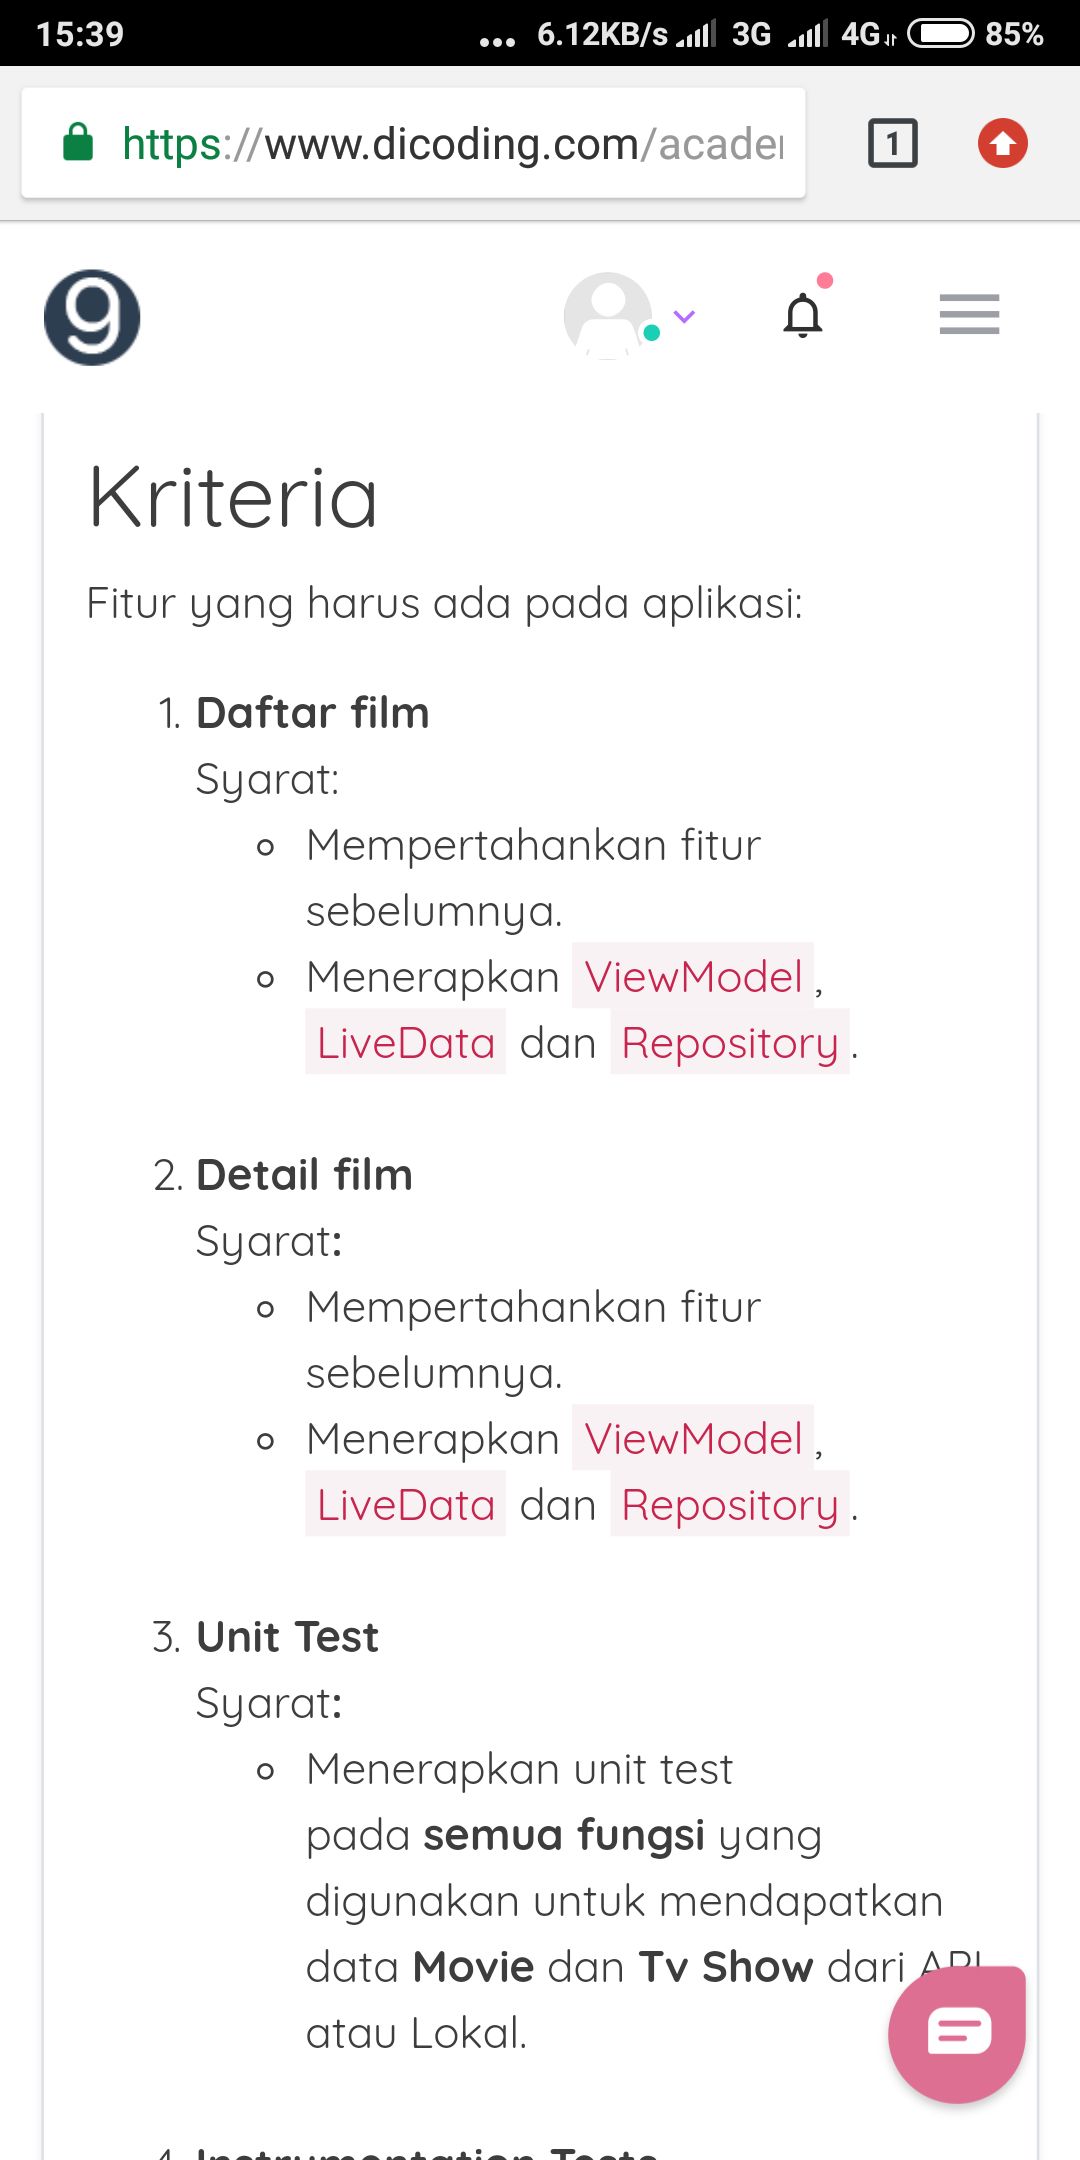 15:39 ... 6.12KB/s 3G 4G 85%
https://www.dicoding.com/acade
1
Kriteria
Fitur yang harus ada pada aplikasi:
1. Daftar film
Syarat:
Mempertahankan fitur
sebelumnya.
Menerapkan ViewModel,
LiveData dan Repository.
2. Detail film
Syarat:
Mempertahankan fitur
sebelumnya.
Menerapkan ViewModel,
LiveData dan Repository.
3. Unit Test
Syarat:
Menerapkan unit test
pada semua fungsi yang
digunakan untuk mendapatkan
data Movie dan Tv Show dari API
atau Lokal.
4. Instrumentation Tests